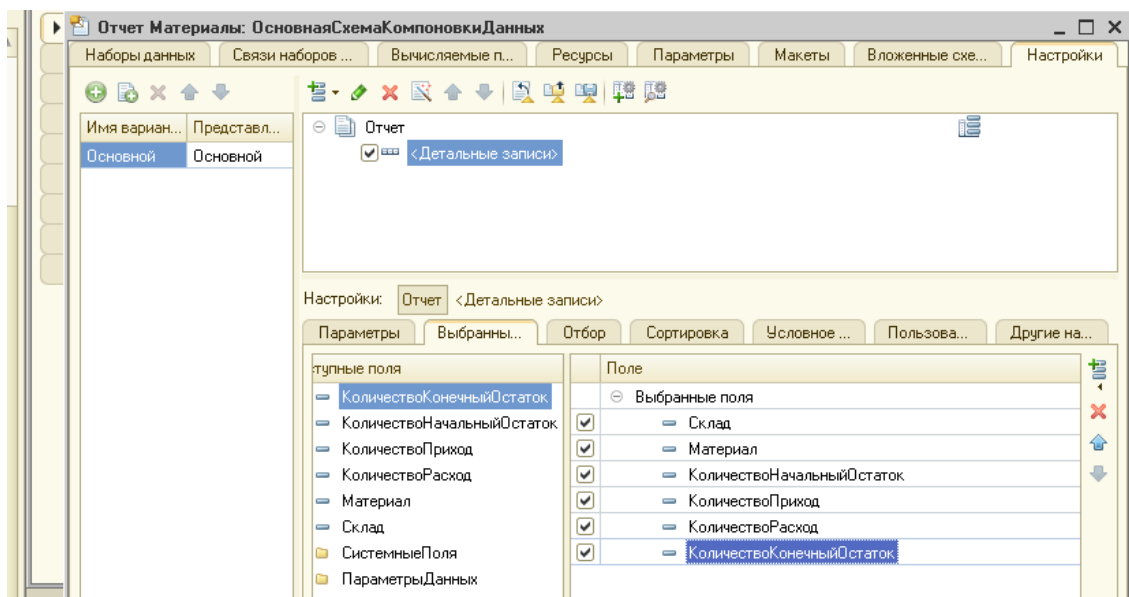 Отчет Материалы: ОсновнаяСхемаКомпоновкиДанных
Наборы данных Связи наборов ... Вычисляемые п... Ресурсы Параметры Макеты Вложенные схе... Настройки
Имя вариан... Представл...
Основной Основной
Отчет
<Детальные записи>
Настройки: Отчет <Детальные записи>
Параметры Выбранны... Отбор Сортировка Условное ... Пользова... Другие на...
тупные поля
КоличествоКонечныйОстаток
КоличествоНачальныйОстаток
КоличествоПриход
КоличествоРасход
Материал
Склад
СистемныеПоля
ПараметрыДанных
Поле
Выбранные поля
Склад
Материал
КоличествоНачальныйОстаток
КоличествоПриход
КоличествоРасход
КоличествоКонечныйОстаток